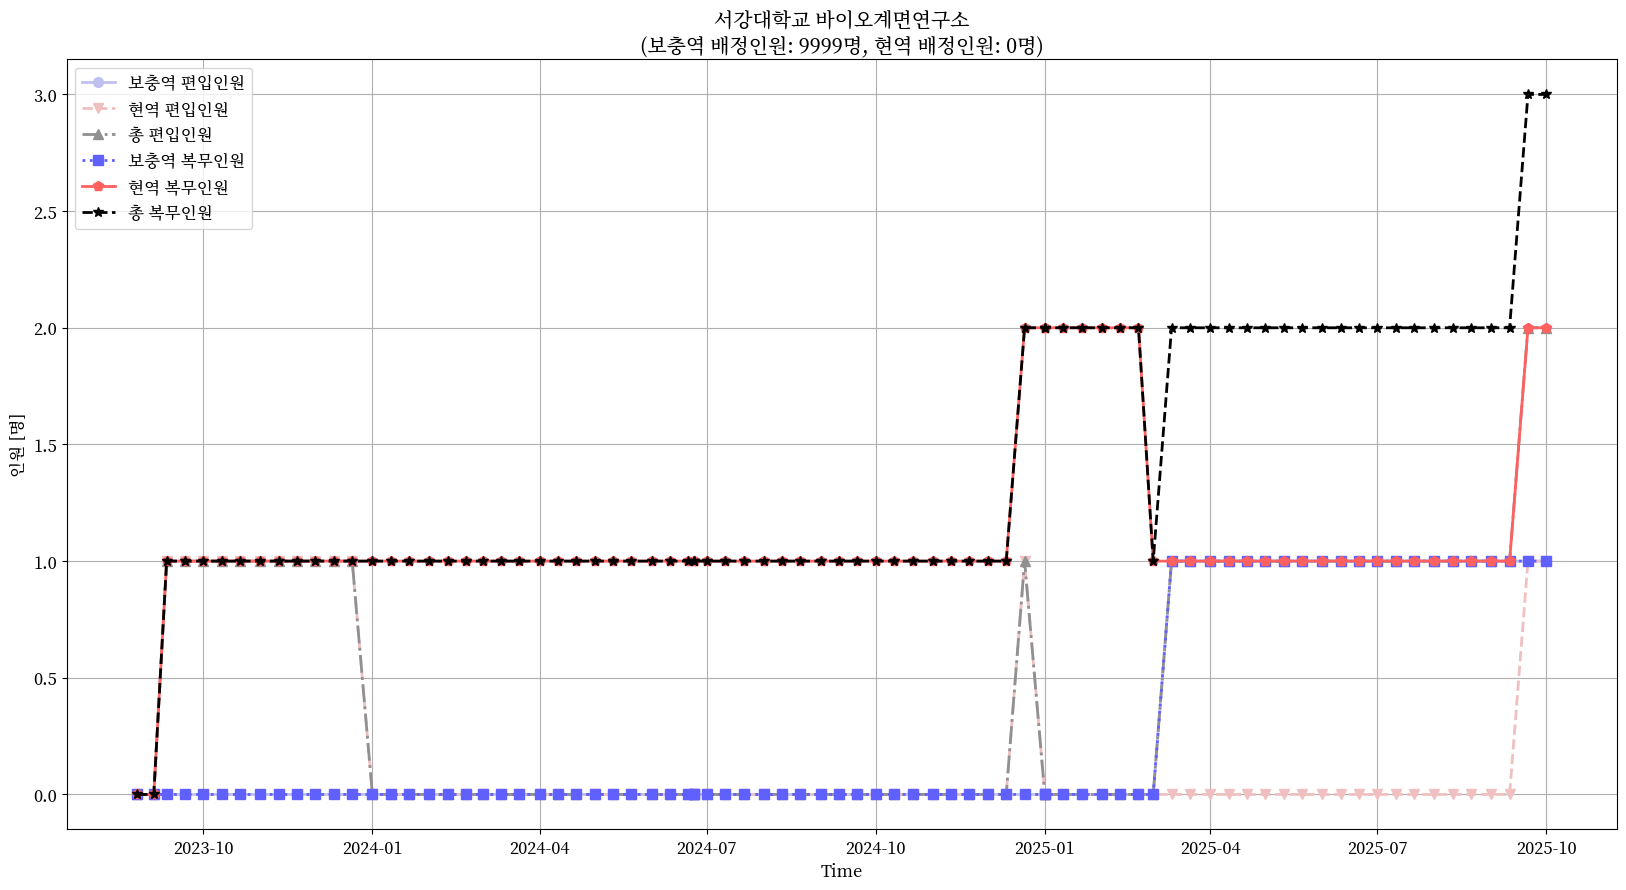 서강대학교 바이오계면연구소
(보충역 배정인원: 9999명, 현역 배정인원: 0명)
보충역 편입인원
현역 편입인원
총 편입인원
보충역 복무인원
현역 복무인원
총 복무인원
인원 [명]
3.0
2.5
2.0
1.5
1.0
0.5
0.0
2023-10
2024-01
2024-04
2024-07
2024-10
2025-01
2025-04
2025-07
2025-10
Time